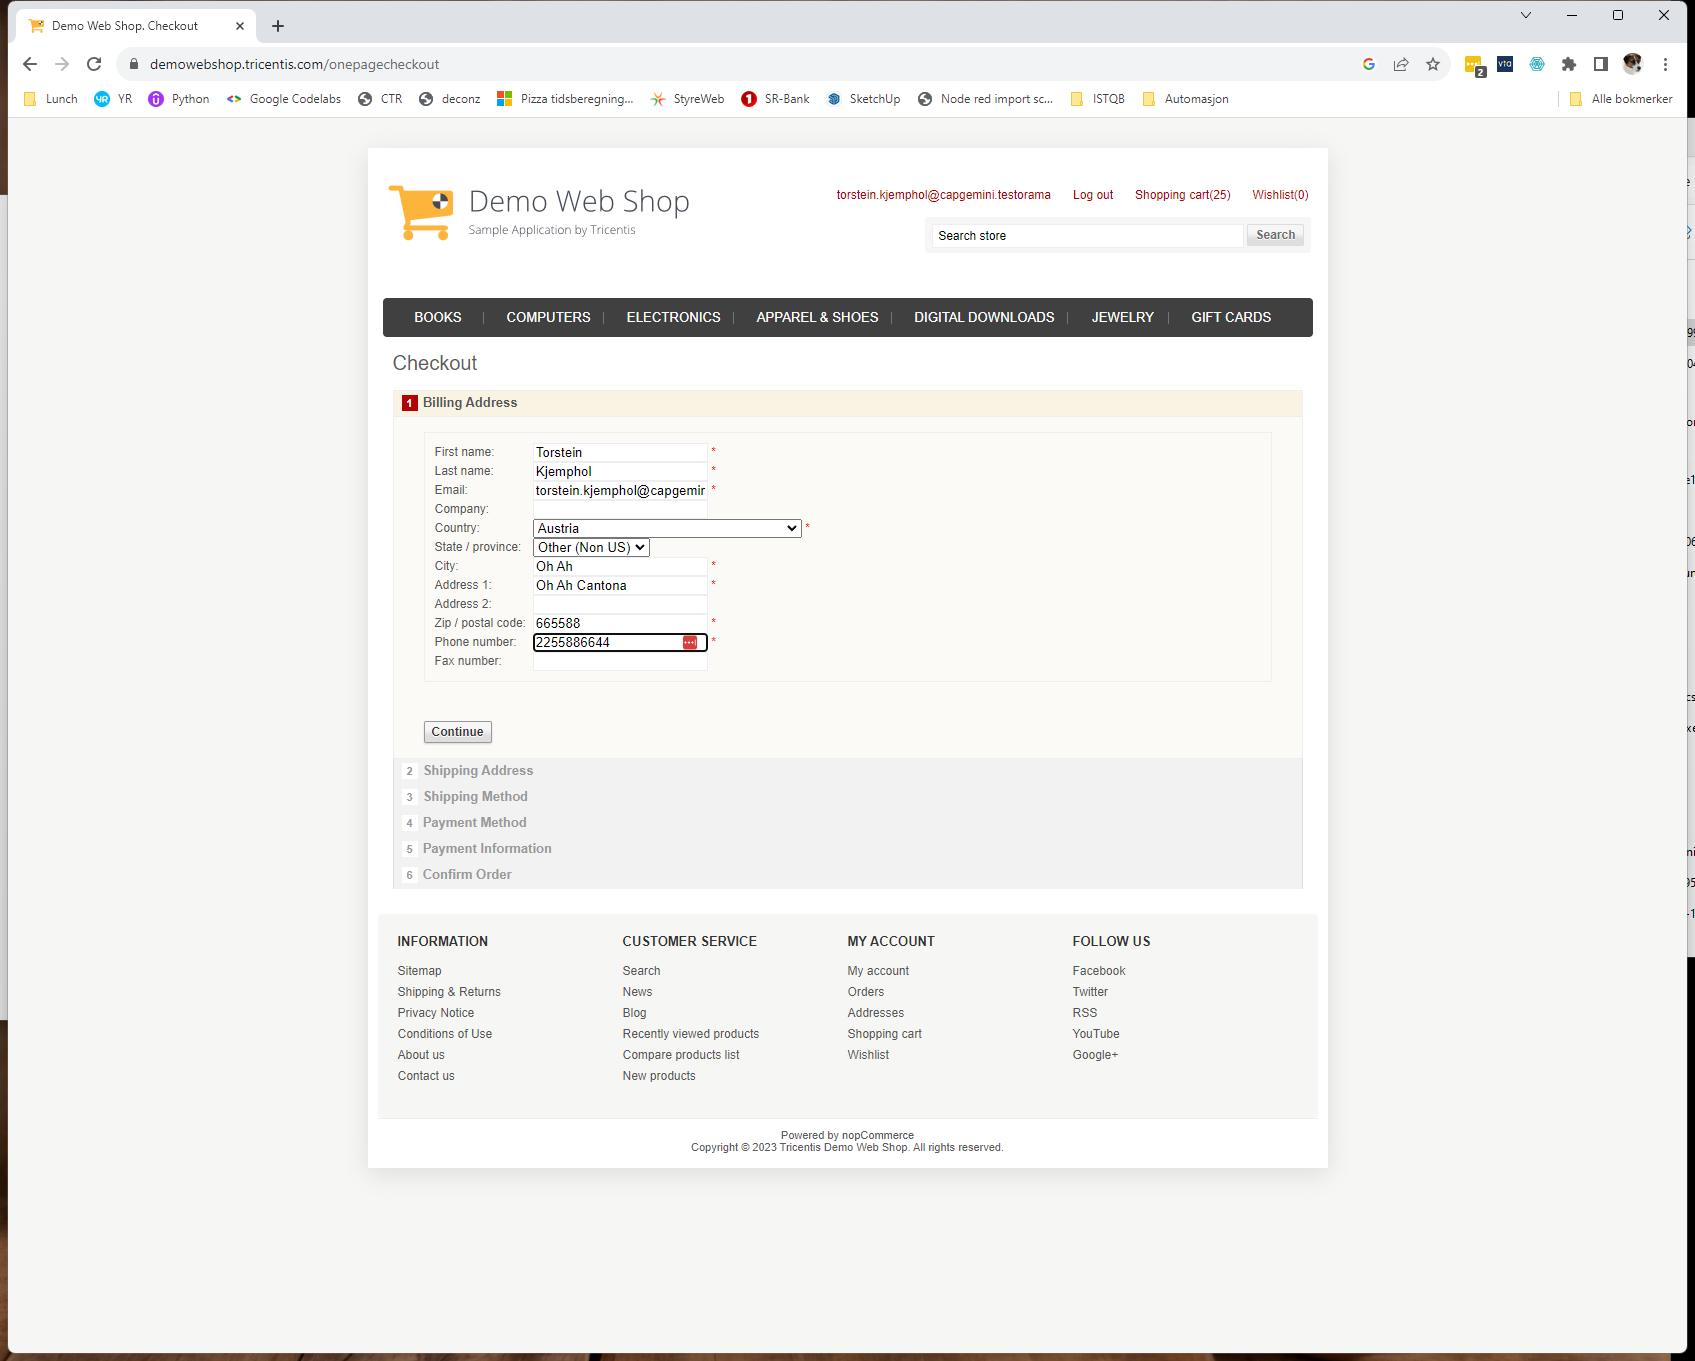 Demo Web Shop. Checkout
demowebshop.tricentis.com/onepagecheckout
2
vta
Lunch YR Python Google Codelabs CTR deconz Pizza tidsberegning... StyreWeb SR-Bank SketchUp Node red import sc... ISTQB Automasjon Alle bokmerker
Demo Web Shop
Sample Application by Tricentis
torstein.kjemphol@capgemini.testorama Log out Shopping cart(25) Wishlist(0)
Search store Search
BOOKS COMPUTERS ELECTRONICS APPAREL & SHOES DIGITAL DOWNLOADS JEWELRY GIFT CARDS
Checkout
1 Billing Address
First name: Torstein *
Last name: Kjemphol *
Email: torstein.kjemphol@capgemir *
Company:
Country: Austria *
State / province: Other (Non US)
City: Oh Ah *
Address 1: Oh Ah Cantona *
Address 2:
Zip / postal code: 665588 *
Phone number: 2255886644 *
Fax number:
Continue
2 Shipping Address
3 Shipping Method
4 Payment Method
5 Payment Information
6 Confirm Order
INFORMATION
Sitemap
Shipping & Returns
Privacy Notice
Conditions of Use
About us
Contact us
CUSTOMER SERVICE
Search
News
Blog
Recently viewed products
Compare products list
New products
MY ACCOUNT
My account
Orders
Addresses
Shopping cart
Wishlist
FOLLOW US
Facebook
Twitter
RSS
YouTube
Google+
Powered by nopCommerce
Copyright © 2023 Tricentis Demo Web Shop. All rights reserved.